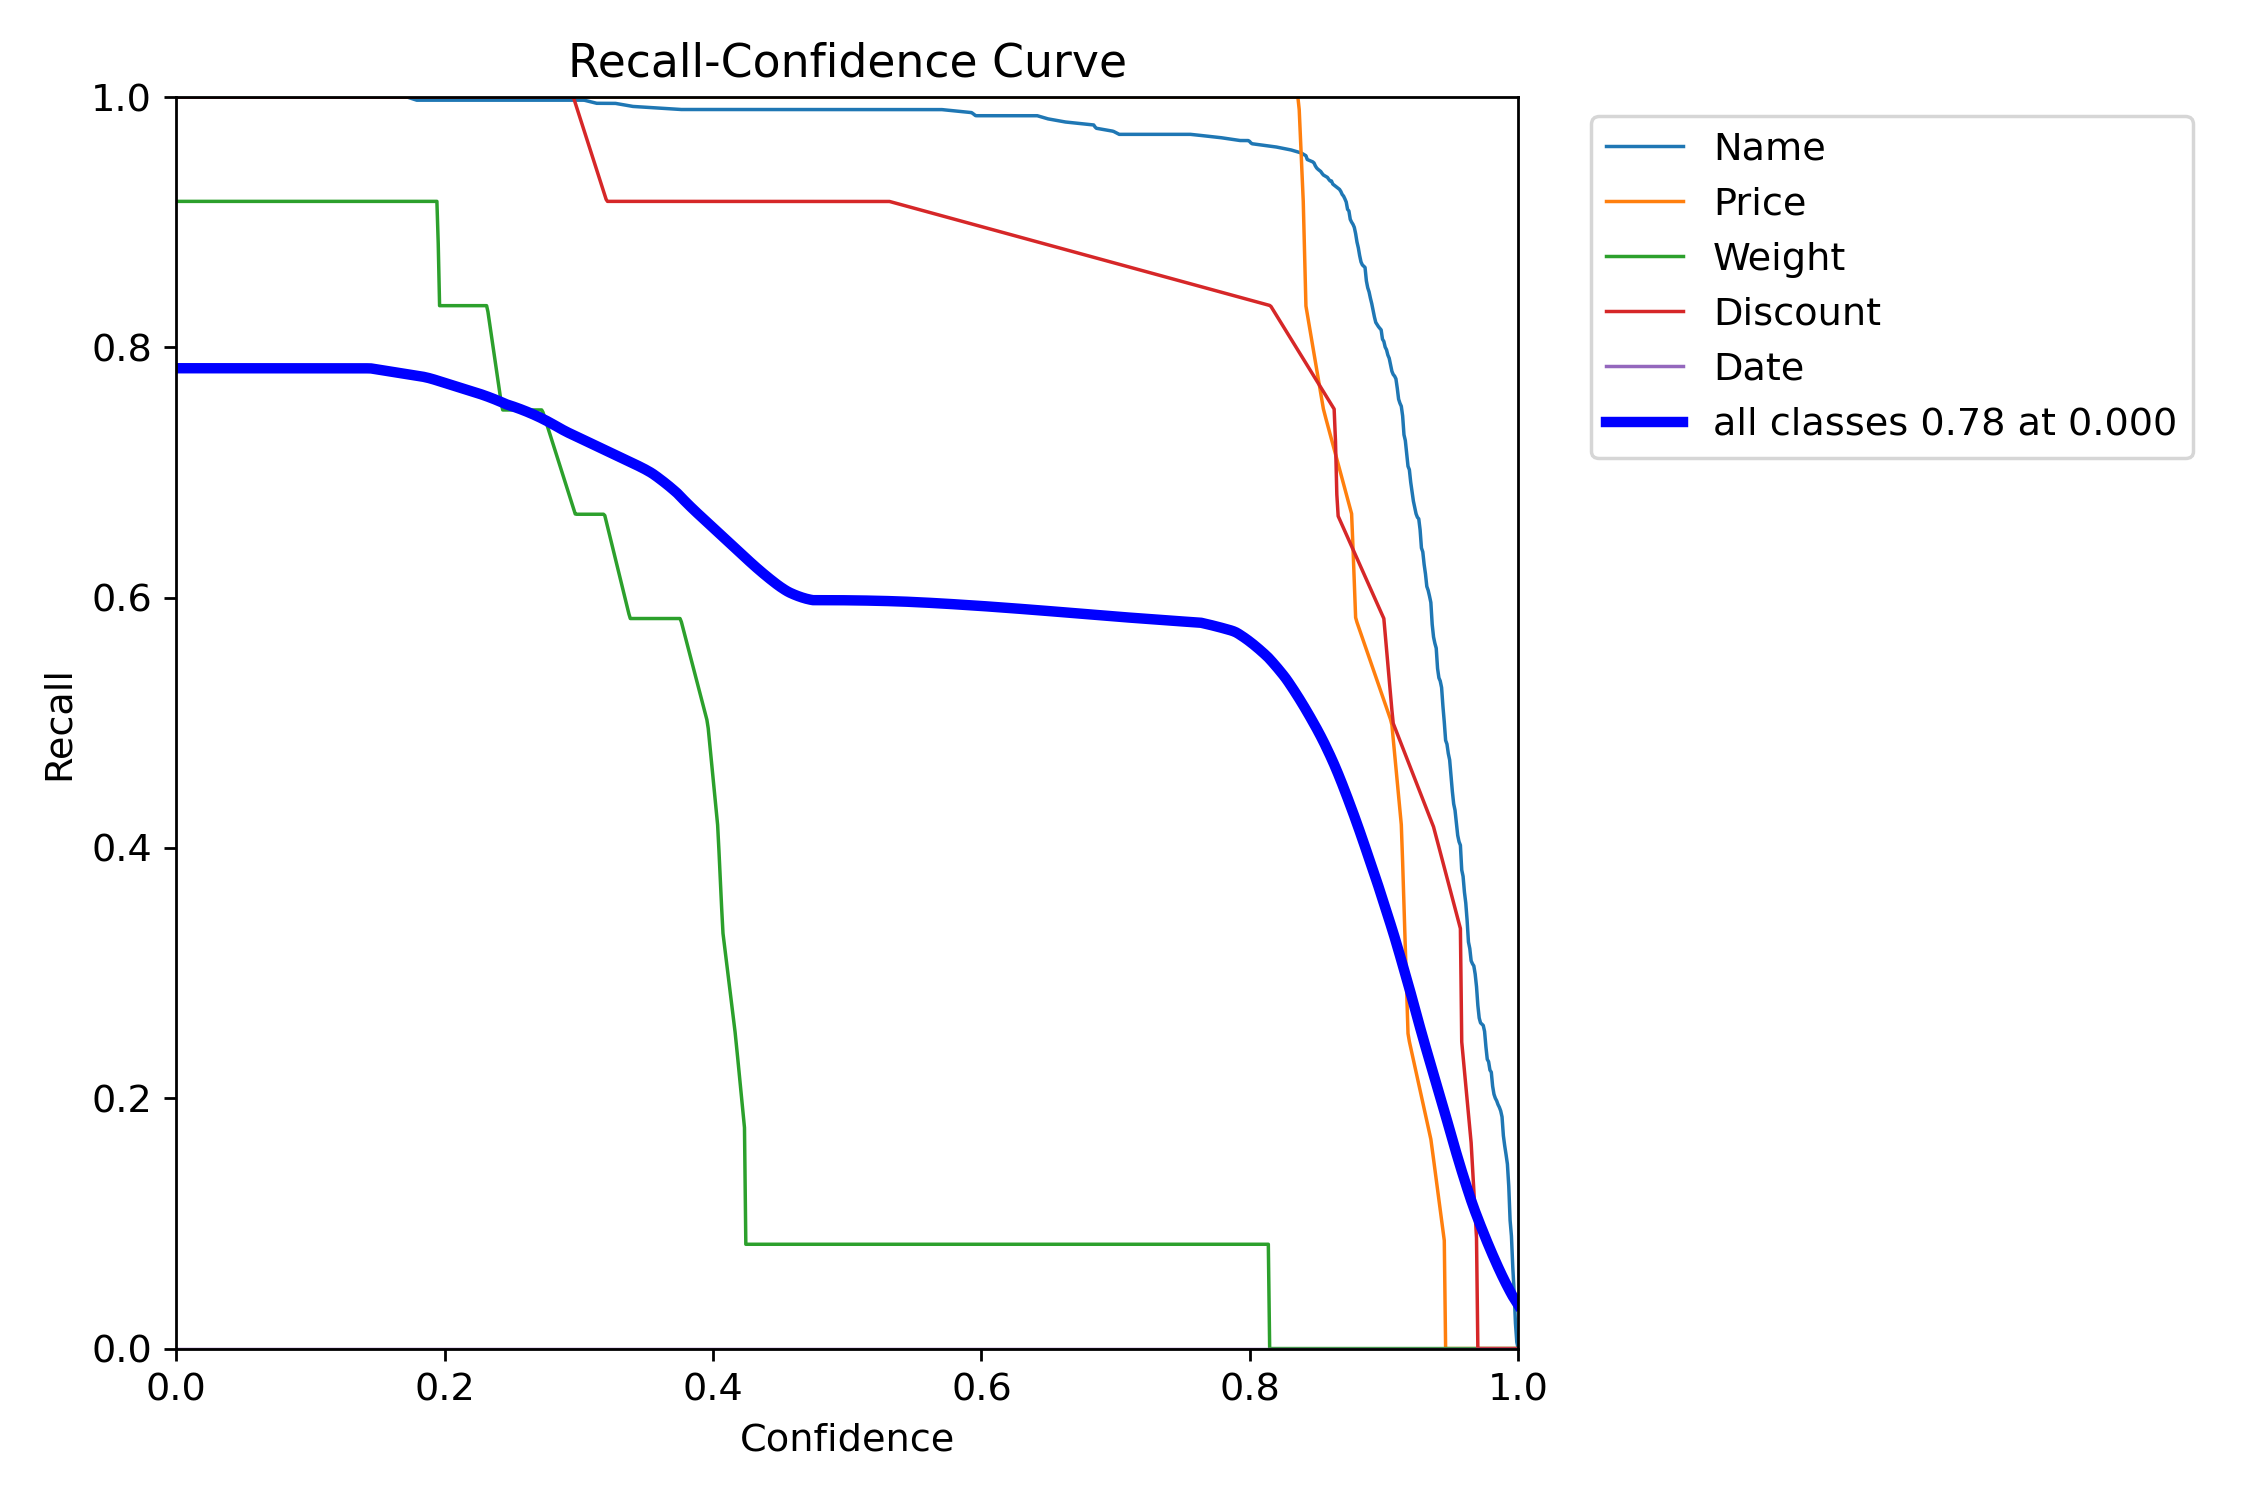 Recall-Confidence Curve
1.0
0.8
0.6
0.4
0.2
0.0
Recall
0.0 0.2 0.4 0.6 0.8 1.0
Confidence
Name
Price
Weight
Discount
Date
all classes 0.78 at 0.000